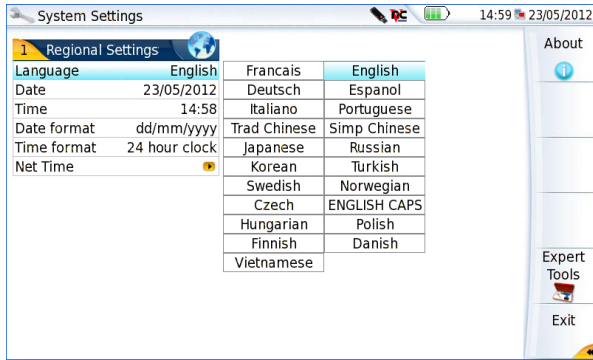 System Settings
14:59 23/05/2012
1 Regional Settings
Language English
Date 23/05/2012
Time 14:58
Date format dd/mm/yyyy
Time format 24 hour clock
Net Time
Francais English
Deutsch Espanol
Italiano Portuguese
Trad Chinese Simp Chinese
Japanese Russian
Korean Turkish
Swedish Norwegian
Czech ENGLISH CAPS
Hungarian Polish
Finnish Danish
Vietnamese
About
Expert
Tools
Exit